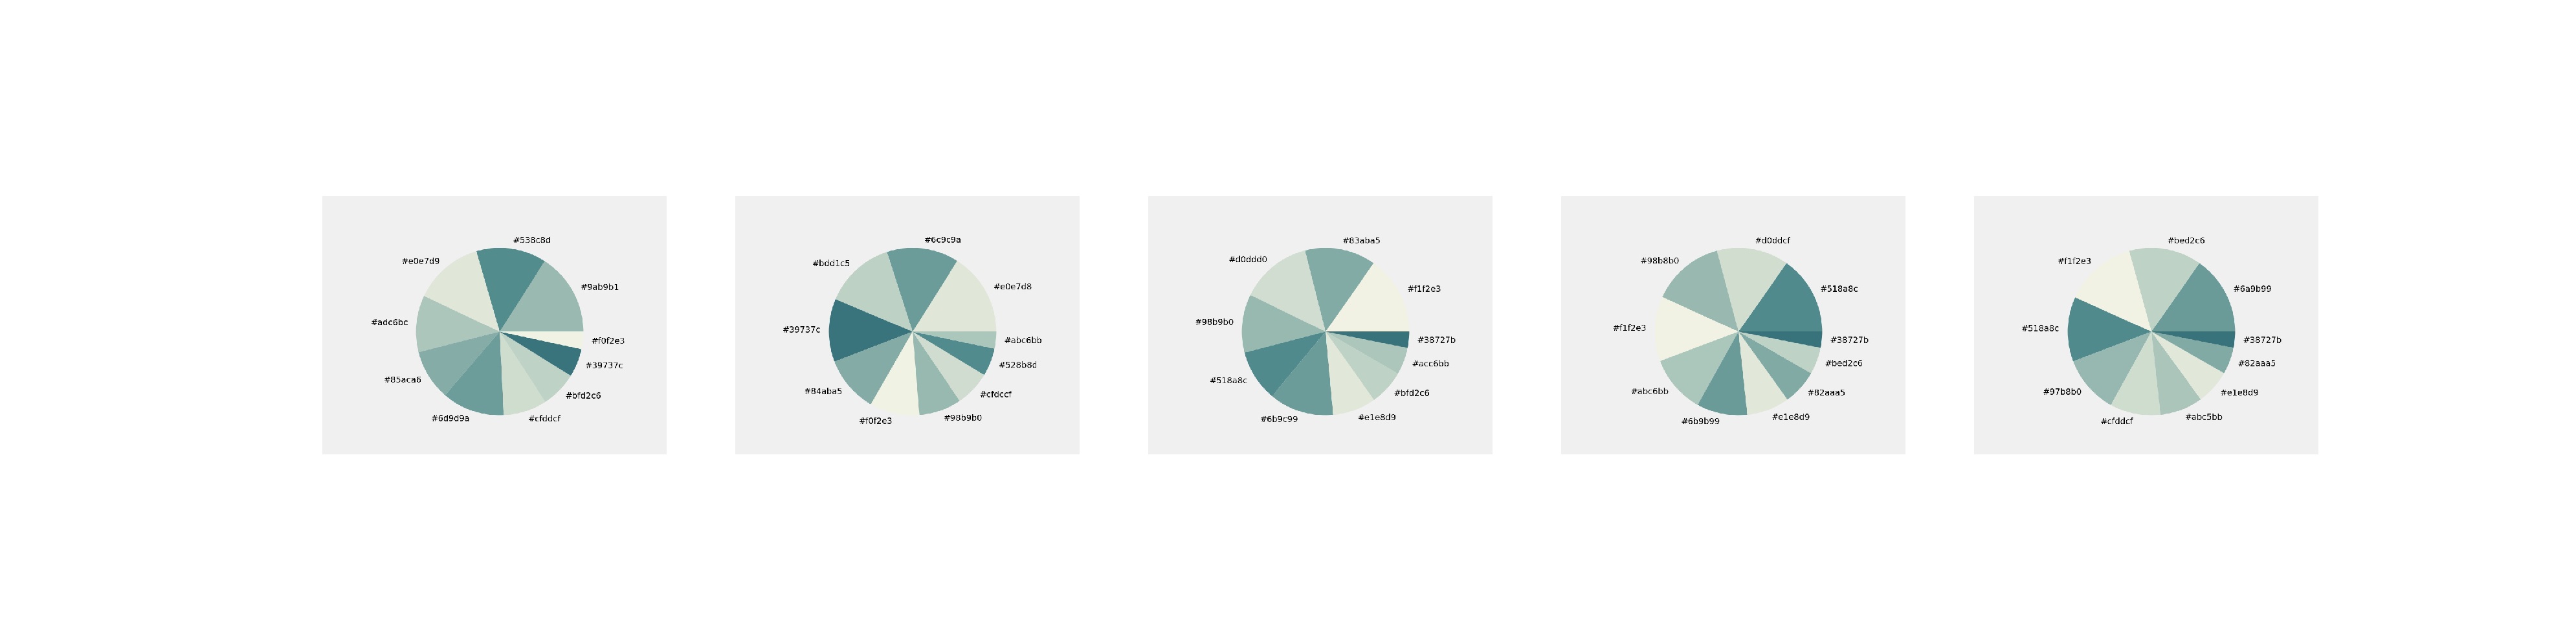 #538c8d
#e0e7d9
#9ab9b1
#adc6bc
#f0f2e3
#39737c
#85aca6
#bfd2c6
#6d9d9a
#cfddcf
#6c9c9a
#bdd1c5
#e0e7d8
#39737c
#abc6bb
#528b8d
#84aba5
#cfdccf
#f0f2e3
#98b9b0
#83aba5
#d0ddd0
#f1f2e3
#98b9b0
#38727b
#acc6bb
#518a8c
#bfd2c6
#6b9c99
#e1e8d9
#d0ddcf
#98b8b0
#518a8c
#f1f2e3
#38727b
#bed2c6
#abc6bb
#82aaa5
#6b9b99
#e1e8d9
#bed2c6
#f1f2e3
#6a9b99
#518a8c
#38727b
#82aaa5
#97b8b0
#e1e8d9
#cfddcf
#abc5bb